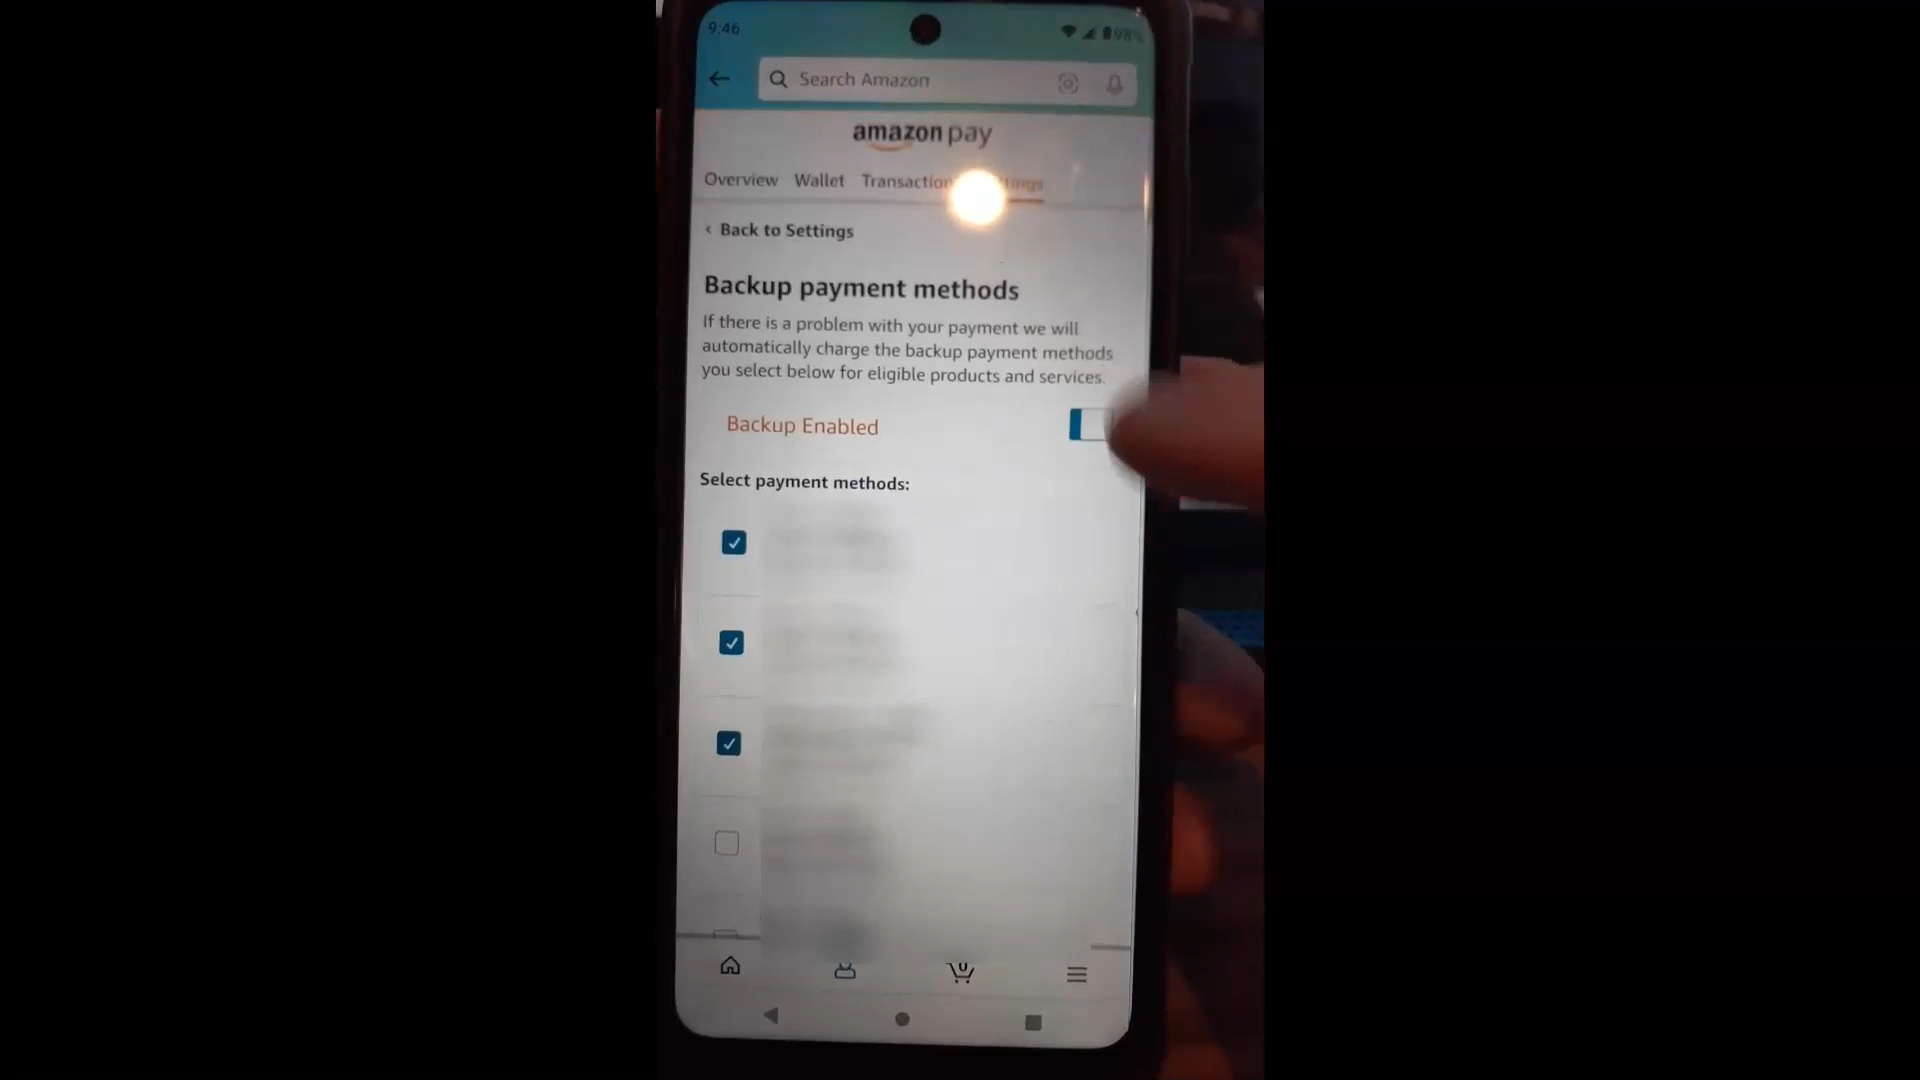 9:46
98%
Search Amazon
amazon pay
Overview Wallet
Back to Settings
Backup payment methods
If there is a problem with your payment we will
automatically charge the backup payment methods
you select below for eligible products and services.
Backup Enabled
Select payment methods:
0